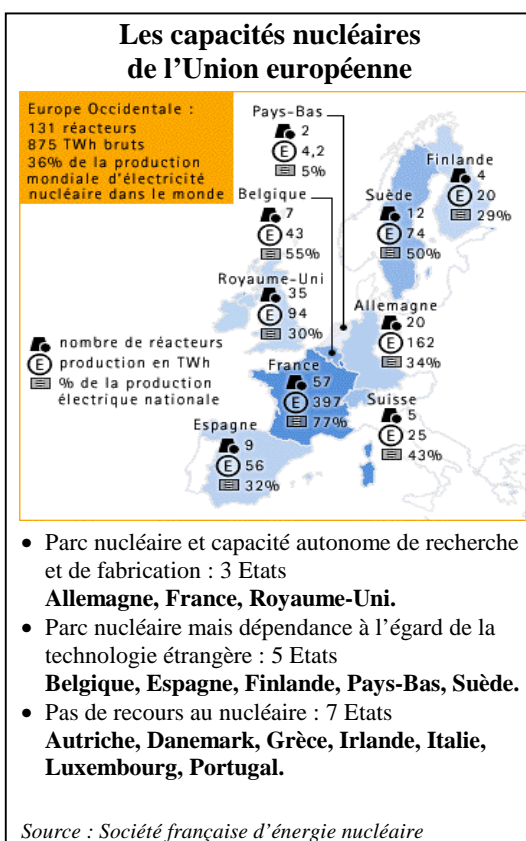 Les capacités nucléaires
de l’Union européenne
Europe Occidentale :
131 réacteurs
875 TWh bruts
36% de la production
mondiale d'électricité
nucléaire dans le monde
Pays-Bas
2
E 4,2
5%
Finlande
4
E 20
29%
Belgique
7
E 43
55%
Suède
12
E 74
50%
Royaume-Uni
35
E 94
30%
Allemagne
20
E 162
34%
nombre de réacteurs
E production en TWh
% de la production
électrique nationale
France
57
E 397
77%
Suisse
5
E 25
43%
Espagne
9
E 56
32%
• Parc nucléaire et capacité autonome de recherche
et de fabrication : 3 Etats
Allemagne, France, Royaume-Uni.
• Parc nucléaire mais dépendance à l’égard de la
technologie étrangère : 5 Etats
Belgique, Espagne, Finlande, Pays-Bas, Suède.
• Pas de recours au nucléaire : 7 Etats
Autriche, Danemark, Grèce, Irlande, Italie,
Luxembourg, Portugal.
Source : Société française d’énergie nucléaire